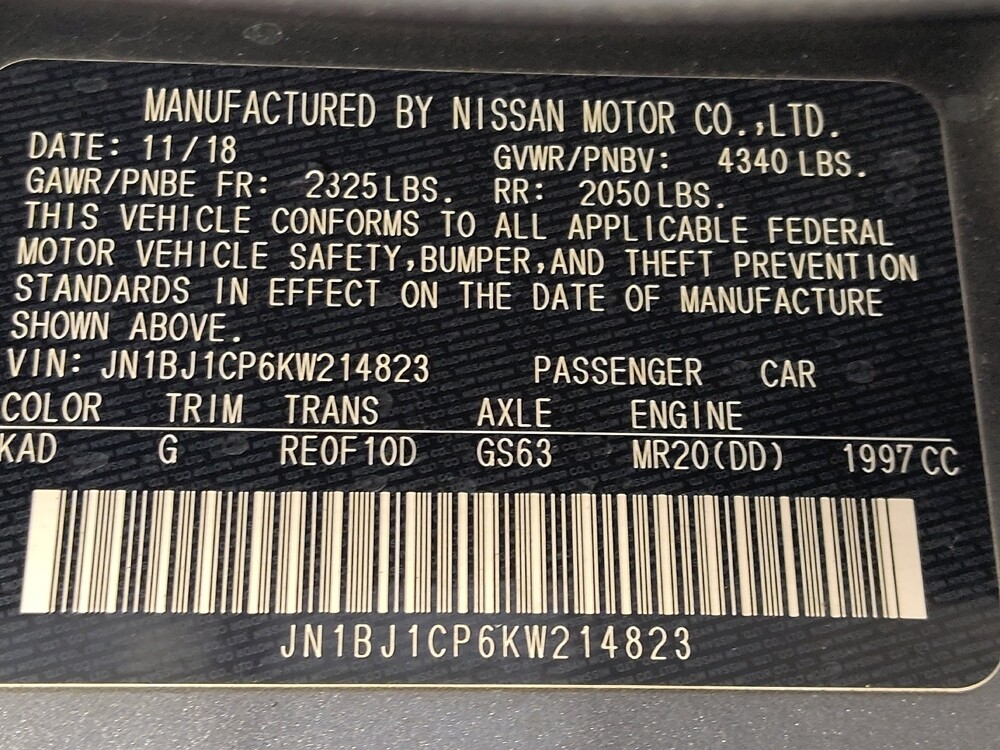 MANUFACTURED BY NISSAN MOTOR CO.,LTD.
DATE: 11/18 GVWR/PNBV: 4340 LBS.
GAWR/PNBE FR: 2325 LBS. RR: 2050 LBS.
THIS VEHICLE CONFORMS TO ALL APPLICABLE FEDERAL
MOTOR VEHICLE SAFETY,BUMPER,AND THEFT PREVENTION
STANDARDS IN EFFECT ON THE DATE OF MANUFACTURE
SHOWN ABOVE.
VIN: JN1BJ1CP6KW214823 PASSENGER CAR
COLOR TRIM TRANS AXLE ENGINE
KAD G RE0F10D GS63 MR20(DD) 1997 CC
JN1BJ1CP6KW214823